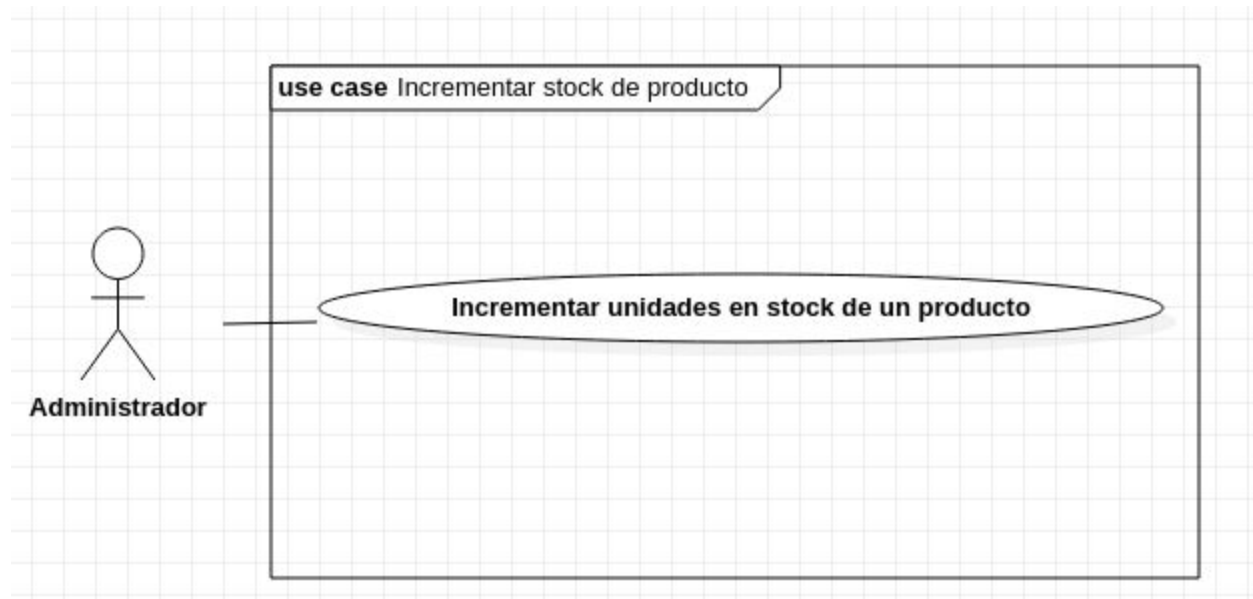 use case Incrementar stock de producto
Incrementar unidades en stock de un producto
Administrador